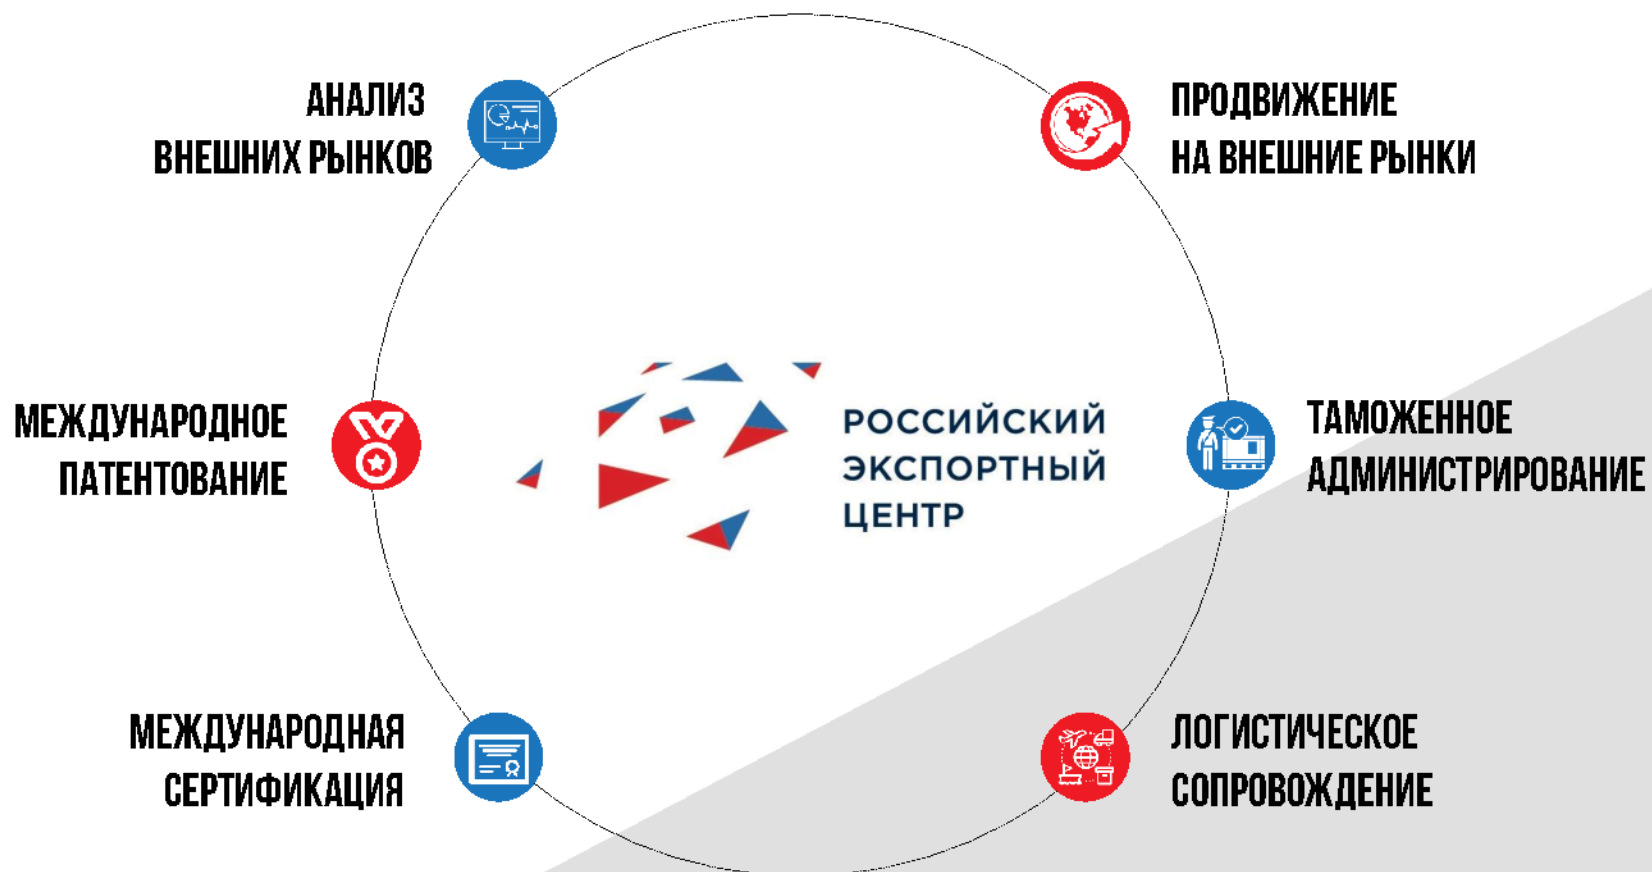 АНАЛИЗ
ВНЕШНИХ РЫНКОВ
ПРОДВИЖЕНИЕ
НА ВНЕШНИЕ РЫНКИ
МЕЖДУНАРОДНОЕ
ПАТЕНТОВАНИЕ
РОССИЙСКИЙ
ЭКСПОРТНЫЙ
ЦЕНТР
ТАМОЖЕННОЕ
АДМИНИСТРИРОВАНИЕ
МЕЖДУНАРОДНАЯ
СЕРТИФИКАЦИЯ
ЛОГИСТИЧЕСКОЕ
СОПРОВОЖДЕНИЕ